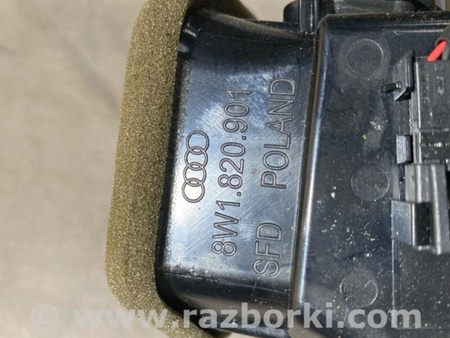 8W1.820.901
SFD POLAND
www.razborki.com